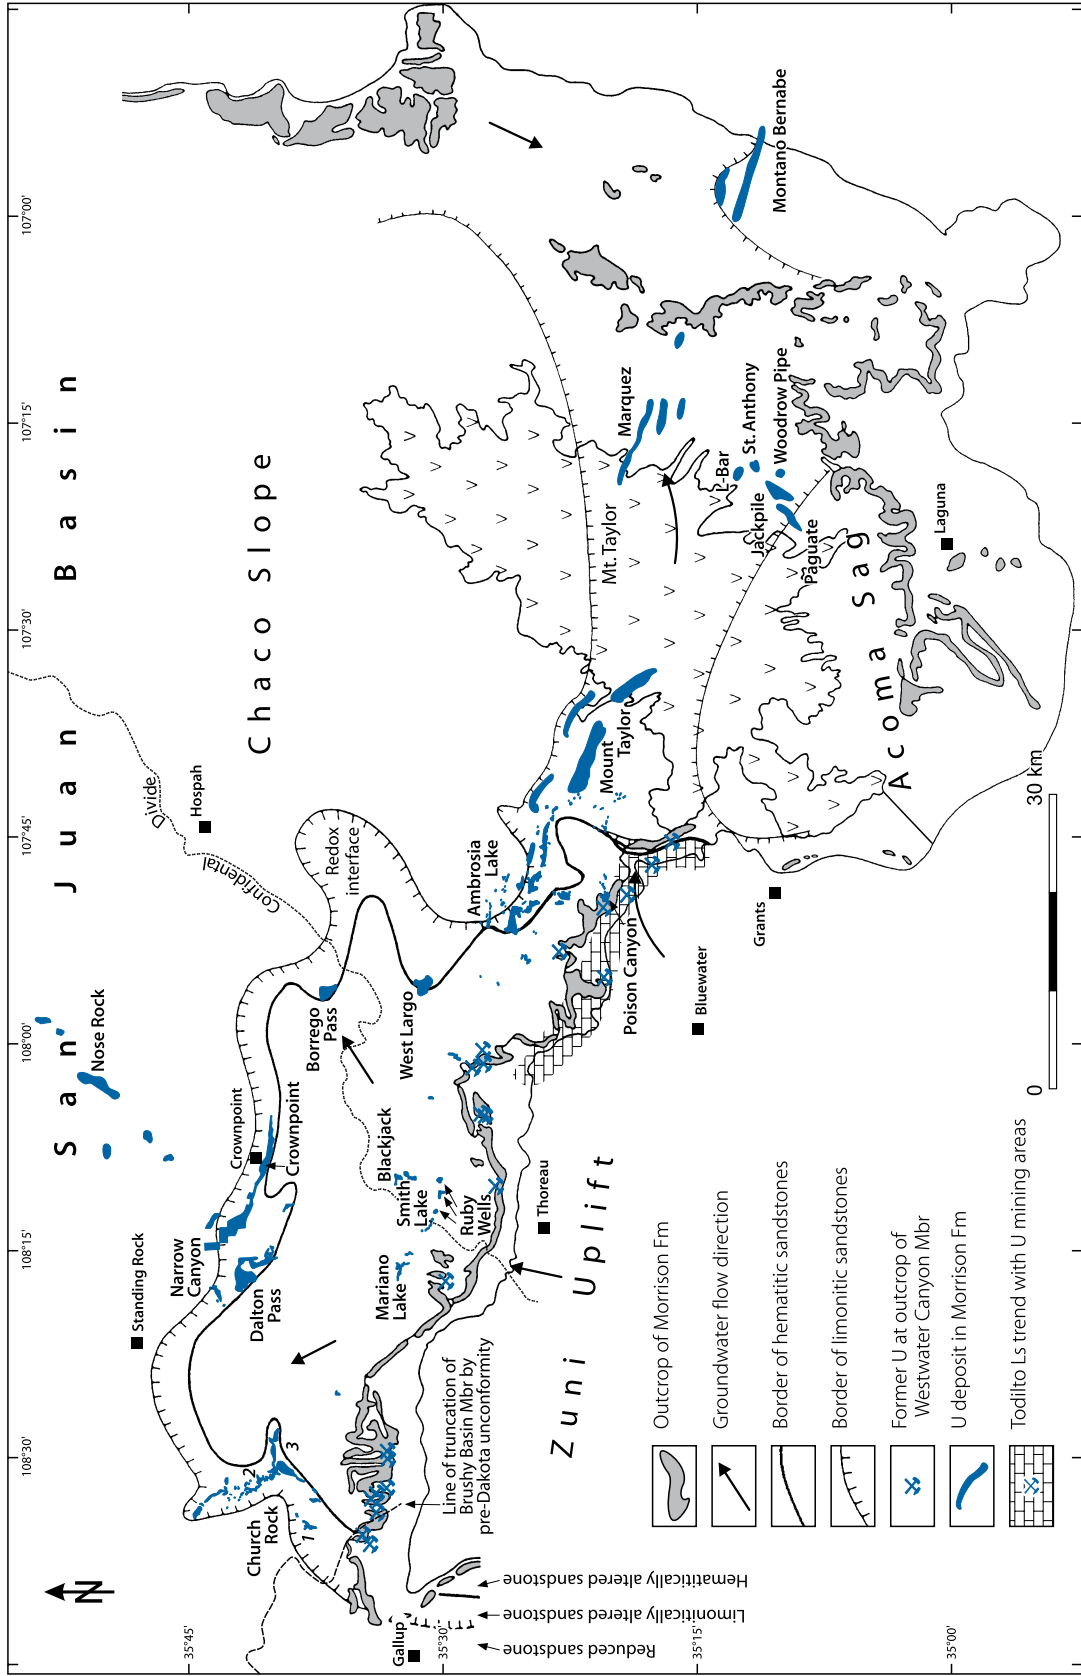 San Juan Basin
Chaco Slope
Zuni Uplift
Acoma Sag
N
108°30'
108°15'
108°00'
107°45'
107°30'
107°15'
107°00'
35°45'
35°30'
35°15'
35°00'
Gallup
Standing Rock
Crownpoint
Hospah
Thoreau
Bluewater
Grants
Laguna
Church
Rock
1
2
3
Narrow
Canyon
Dalton
Pass
Crownpoint
Nose Rock
Borrego
Pass
West Largo
Blackjack
Smith
Lake
Ruby
Wells
Mariano
Lake
Ambrosia
Lake
Poison Canyon
Mount
Taylor
Mt. Taylor
Marquez
L-Bar
St. Anthony
Woodrow Pipe
Jackpile
Paguate
Montano Bernabe
Confidental
Divide
Redox
interface
Line of truncation of
Brushy Basin Mbr by
pre-Dakota unconformity
Reduced sandstone
Limonitically altered sandstone
Hematitically altered sandstone
Outcrop of Morrison Fm
Groundwater flow direction
Border of hematitic sandstones
Border of limonitic sandstones
Former U at outcrop of
Westwater Canyon Mbr
U deposit in Morrison Fm
Todilto Ls trend with U mining areas
0
30 km